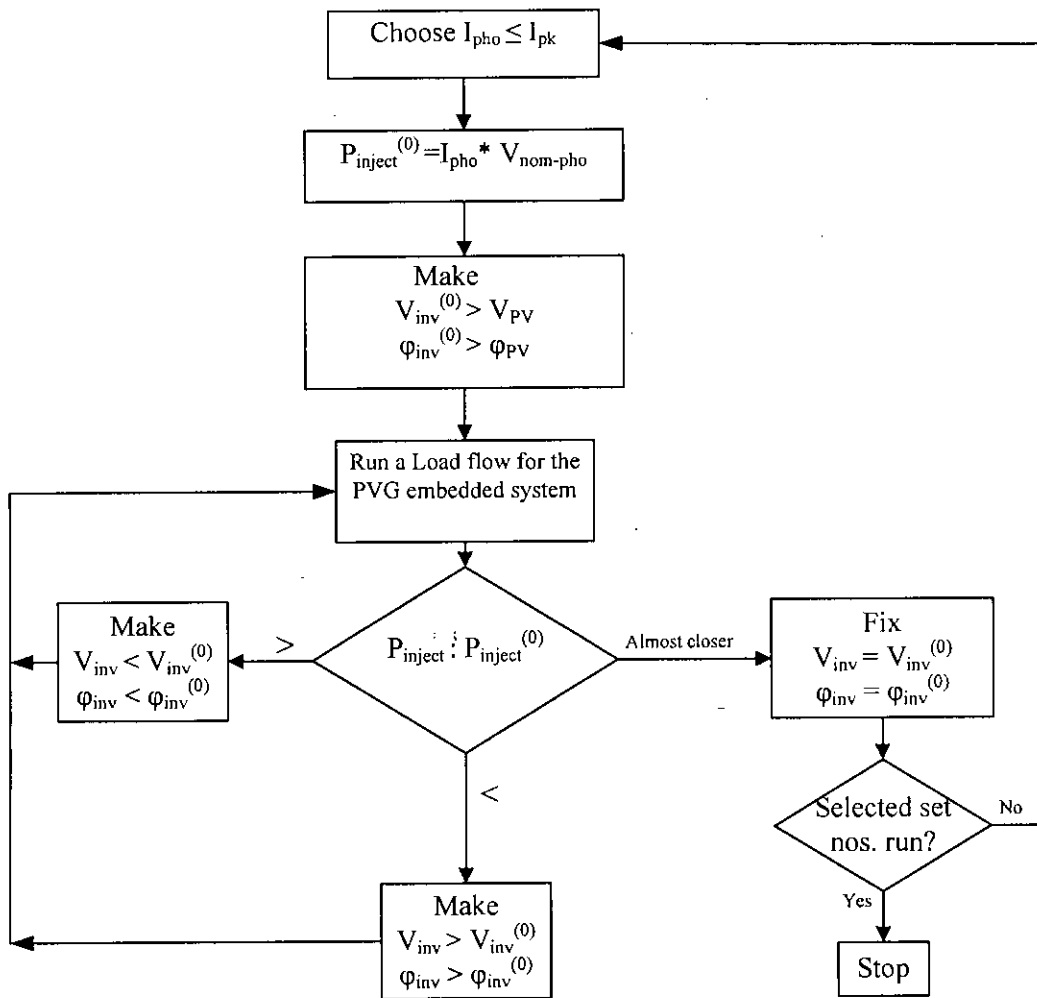 Choose I_pho ≤ I_pk
P_inject^(0) =I_pho* V_nom-pho
Make
V_inv^(0) > V_PV
φ_inv^(0) > φ_PV
Run a Load flow for the
PVG embedded system
P_inject : P_inject^(0)
>
Make
V_inv < V_inv^(0)
φ_inv < φ_inv^(0)
Almost closer
Fix
V_inv = V_inv^(0)
φ_inv = φ_inv^(0)
<
Make
V_inv > V_inv^(0)
φ_inv > φ_inv^(0)
Selected set
nos. run?
No
Yes
Stop